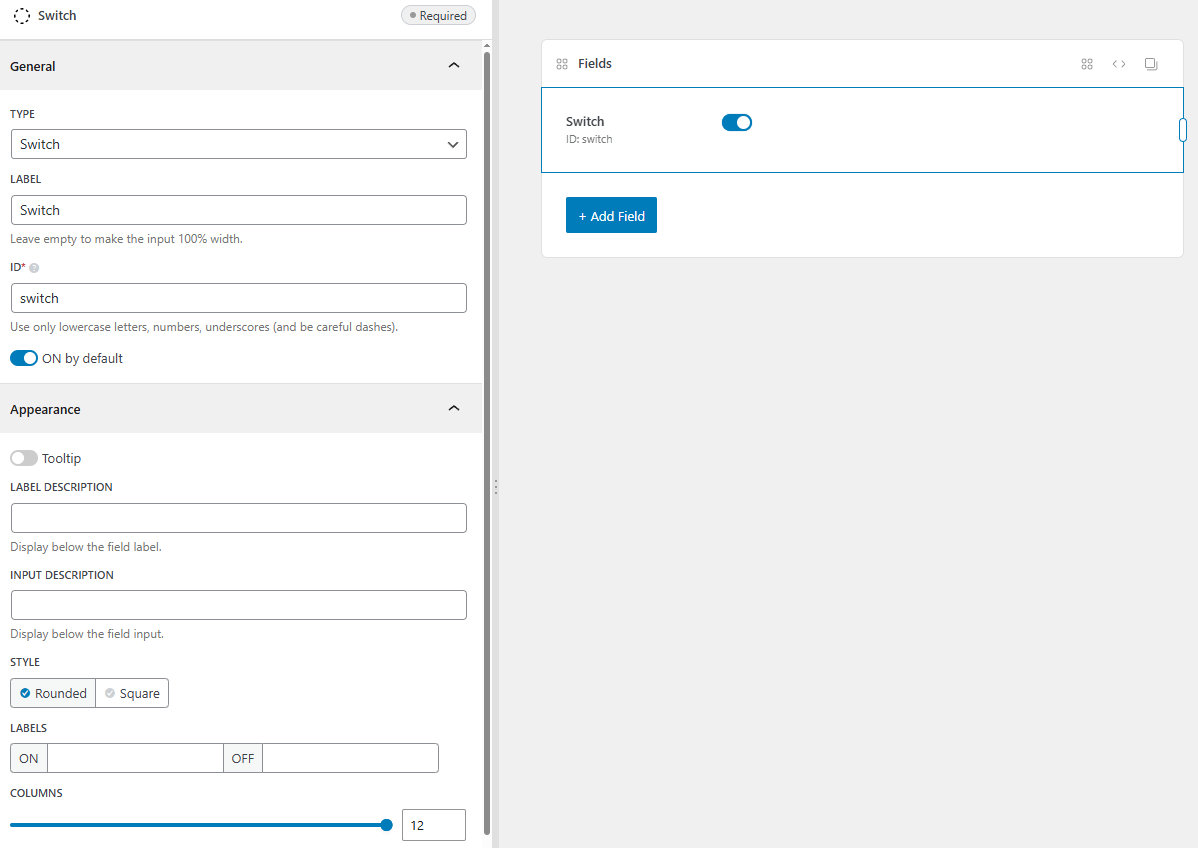 Switch
Required
General
TYPE
Switch
LABEL
Switch
Leave empty to make the input 100% width.
ID* ?
switch
Use only lowercase letters, numbers, underscores (and be careful dashes).
ON by default
Appearance
Tooltip
LABEL DESCRIPTION
Display below the field label.
INPUT DESCRIPTION
Display below the field input.
STYLE
Rounded Square
LABELS
ON OFF
COLUMNS
12
Fields
Switch
ID: switch
+ Add Field